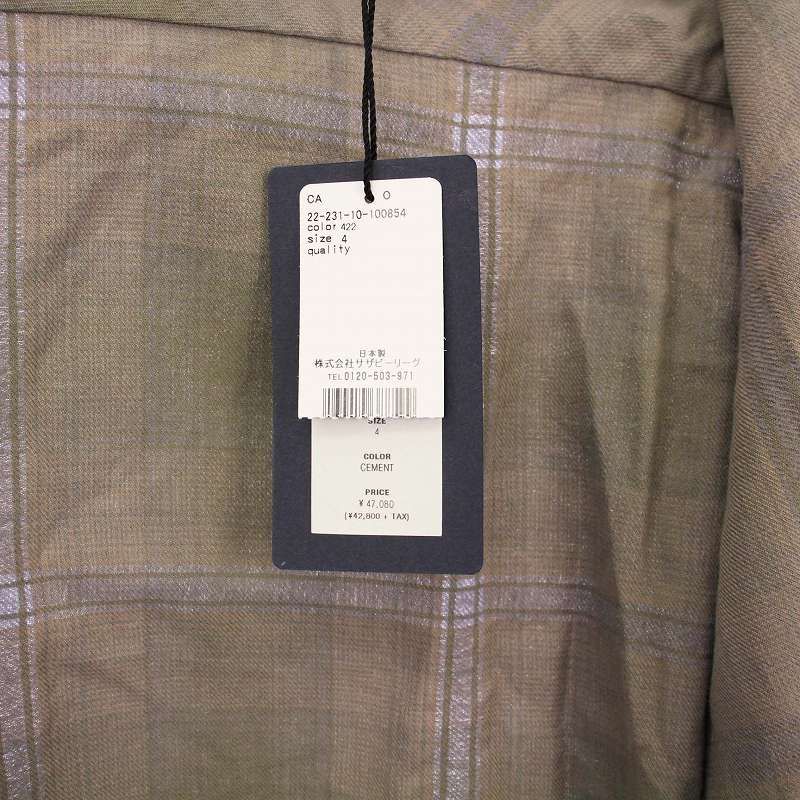 CA O
22-231-10-100854
color 422
size 4
quality
日本製
株式会社サザビーリーグ
TEL 0120-503-971
SIZE
4
COLOR
CEMENT
PRICE
¥ 47,080
(¥42,800 + TAX)